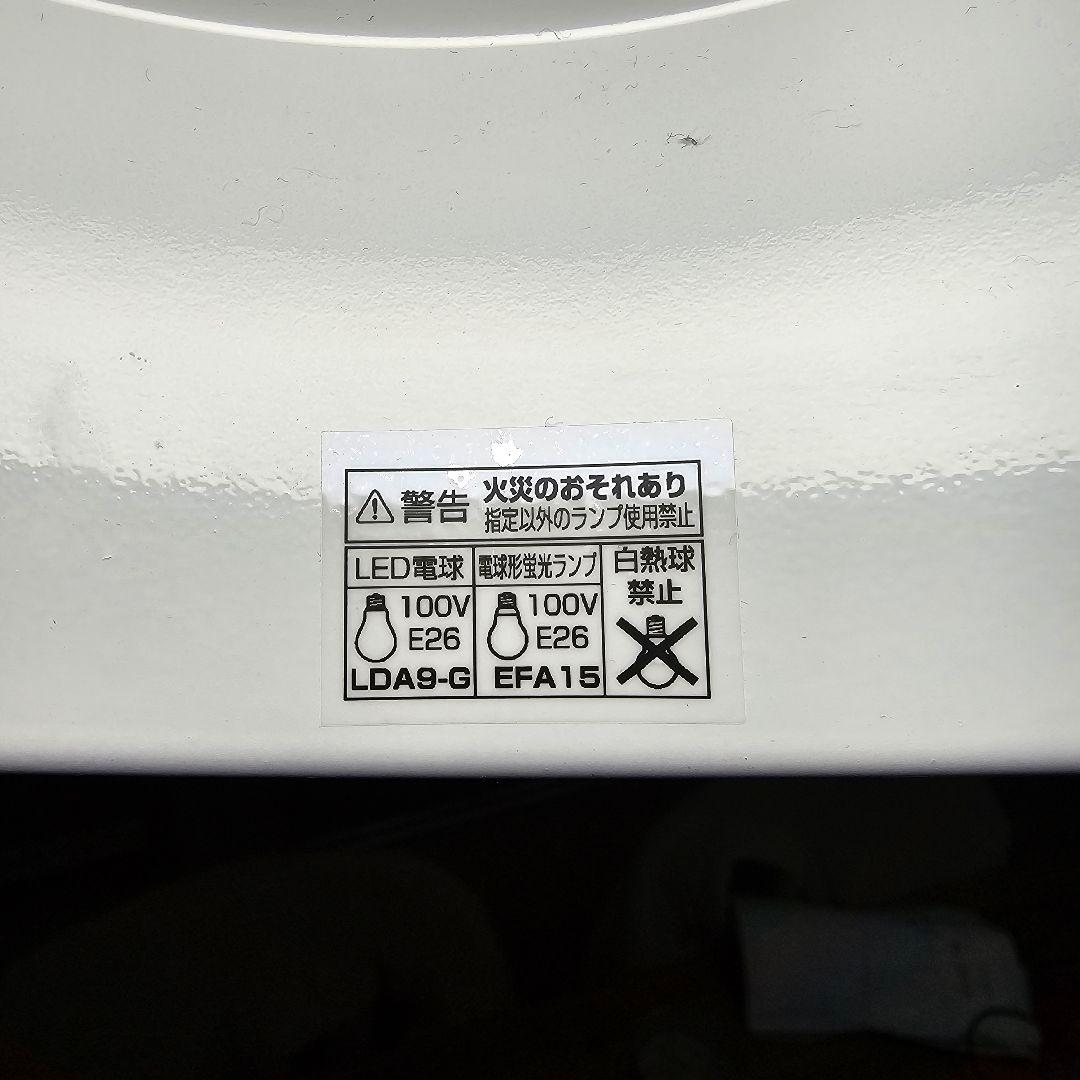 ⚠警告 火災のおそれあり
指定以外のランプ使用禁止
LED電球
100V
E26
LDA9-G
電球形蛍光ランプ
100V
E26
EFA15
白熱球
禁止